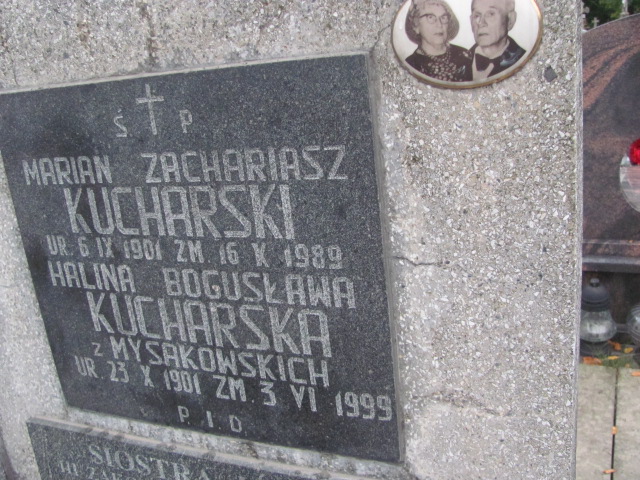 Ś P
MARIAN ZACHARIASZ
KUCHARSKI
UR. 6 IX 1901 ZM. 16 X 1989
HALINA BOGUSŁAWA
KUCHARSKA
z MYSAKOWSKICH
UR. 23 X 1901 ZM. 3 VI 1999
P.I.D
SIOSTRA